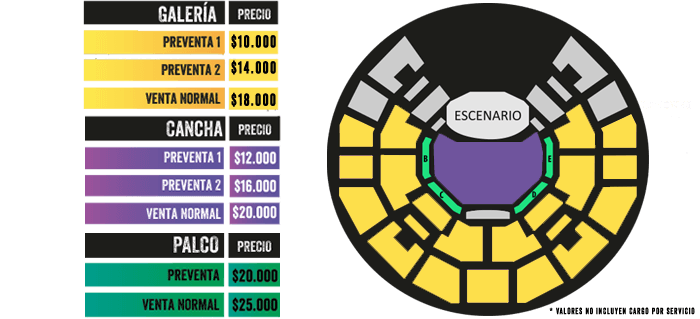 GALERÍA PRECIO
PREVENTA 1 $10.000
PREVENTA 2 $14.000
VENTA NORMAL $18.000
CANCHA PRECIO
PREVENTA 1 $12.000
PREVENTA 2 $16.000
VENTA NORMAL $20.000
PALCO PRECIO
PREVENTA $20.000
VENTA NORMAL $25.000
ESCENARIO
B E
C D
* VALORES NO INCLUYEN CARGO POR SERVICIO